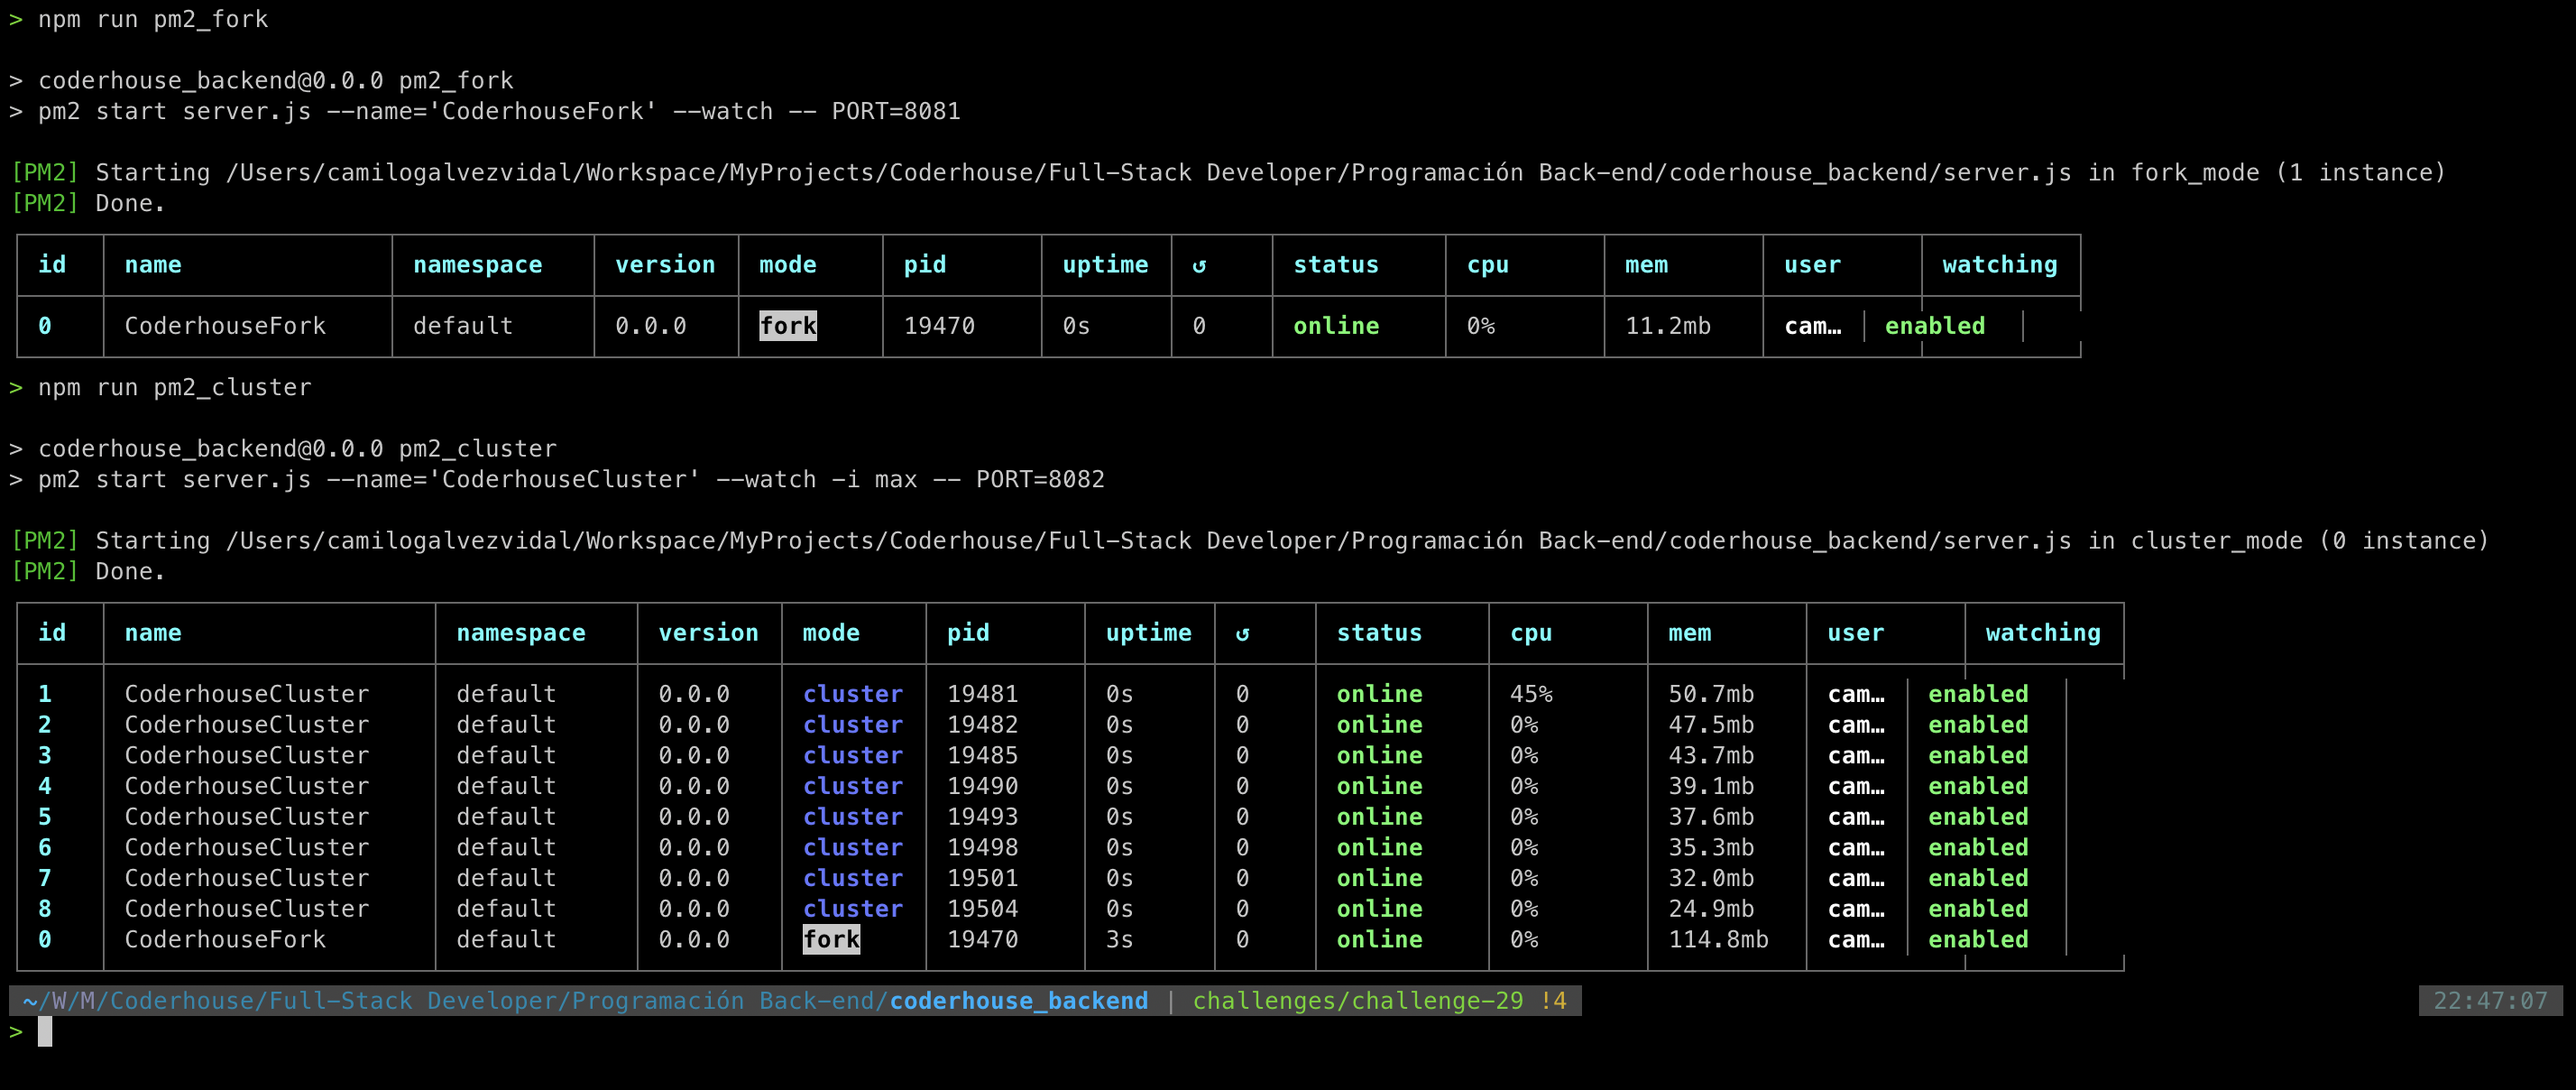 > npm run pm2_fork
> coderhouse_backend@0.0.0 pm2_fork
> pm2 start server.js --name='CoderhouseFork' --watch -- PORT=8081
[PM2] Starting /Users/camilogalvezvidal/Workspace/MyProjects/Coderhouse/Full-Stack Developer/Programación Back-end/coderhouse_backend/server.js in fork_mode (1 instance)
[PM2] Done.
id name namespace version mode pid uptime ↺ status cpu mem user watching
0 CoderhouseFork default 0.0.0 fork 19470 0s 0 online 0% 11.2mb cam… enabled
> npm run pm2_cluster
> coderhouse_backend@0.0.0 pm2_cluster
> pm2 start server.js --name='CoderhouseCluster' --watch -i max -- PORT=8082
[PM2] Starting /Users/camilogalvezvidal/Workspace/MyProjects/Coderhouse/Full-Stack Developer/Programación Back-end/coderhouse_backend/server.js in cluster_mode (0 instance)
[PM2] Done.
id name namespace version mode pid uptime ↺ status cpu mem user watching
1 CoderhouseCluster default 0.0.0 cluster 19481 0s 0 online 45% 50.7mb cam… enabled
2 CoderhouseCluster default 0.0.0 cluster 19482 0s 0 online 0% 47.5mb cam… enabled
3 CoderhouseCluster default 0.0.0 cluster 19485 0s 0 online 0% 43.7mb cam… enabled
4 CoderhouseCluster default 0.0.0 cluster 19490 0s 0 online 0% 39.1mb cam… enabled
5 CoderhouseCluster default 0.0.0 cluster 19493 0s 0 online 0% 37.6mb cam… enabled
6 CoderhouseCluster default 0.0.0 cluster 19498 0s 0 online 0% 35.3mb cam… enabled
7 CoderhouseCluster default 0.0.0 cluster 19501 0s 0 online 0% 32.0mb cam… enabled
8 CoderhouseCluster default 0.0.0 cluster 19504 0s 0 online 0% 24.9mb cam… enabled
0 CoderhouseFork default 0.0.0 fork 19470 3s 0 online 0% 114.8mb cam… enabled
~/W/M/Coderhouse/Full-Stack Developer/Programación Back-end/coderhouse_backend | challenges/challenge-29 !4 22:47:07
>